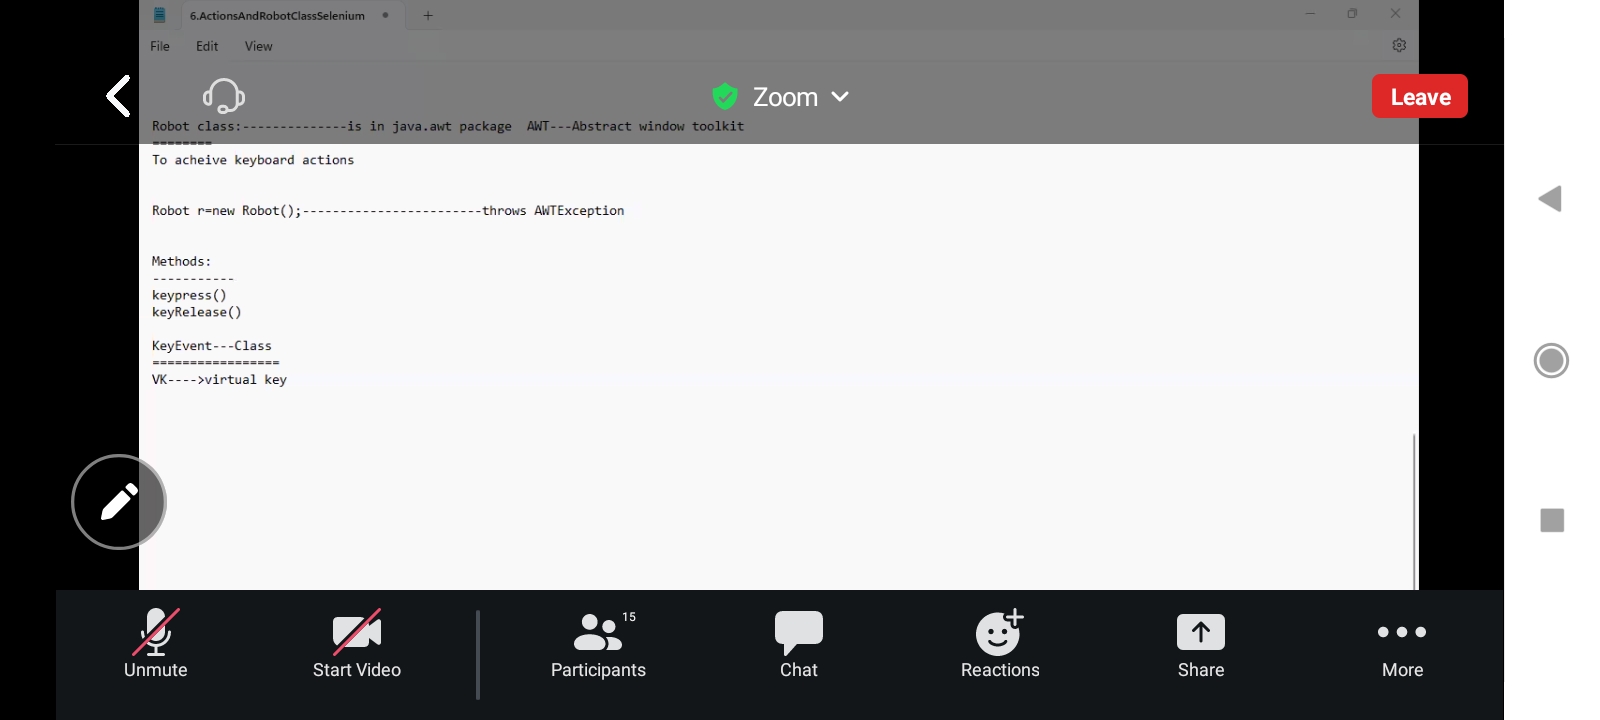 6.ActionsAndRobotClassSelenium
File Edit View
Zoom
Leave
Robot class:--------------is in java.awt package  AWT---Abstract window toolkit
========
To acheive keyboard actions
Robot r=new Robot();------------------------throws AWTException
Methods:
-----------
keypress()
keyRelease()
KeyEvent---Class
=================
VK---->virtual key
15
Unmute Start Video Participants Chat Reactions Share More